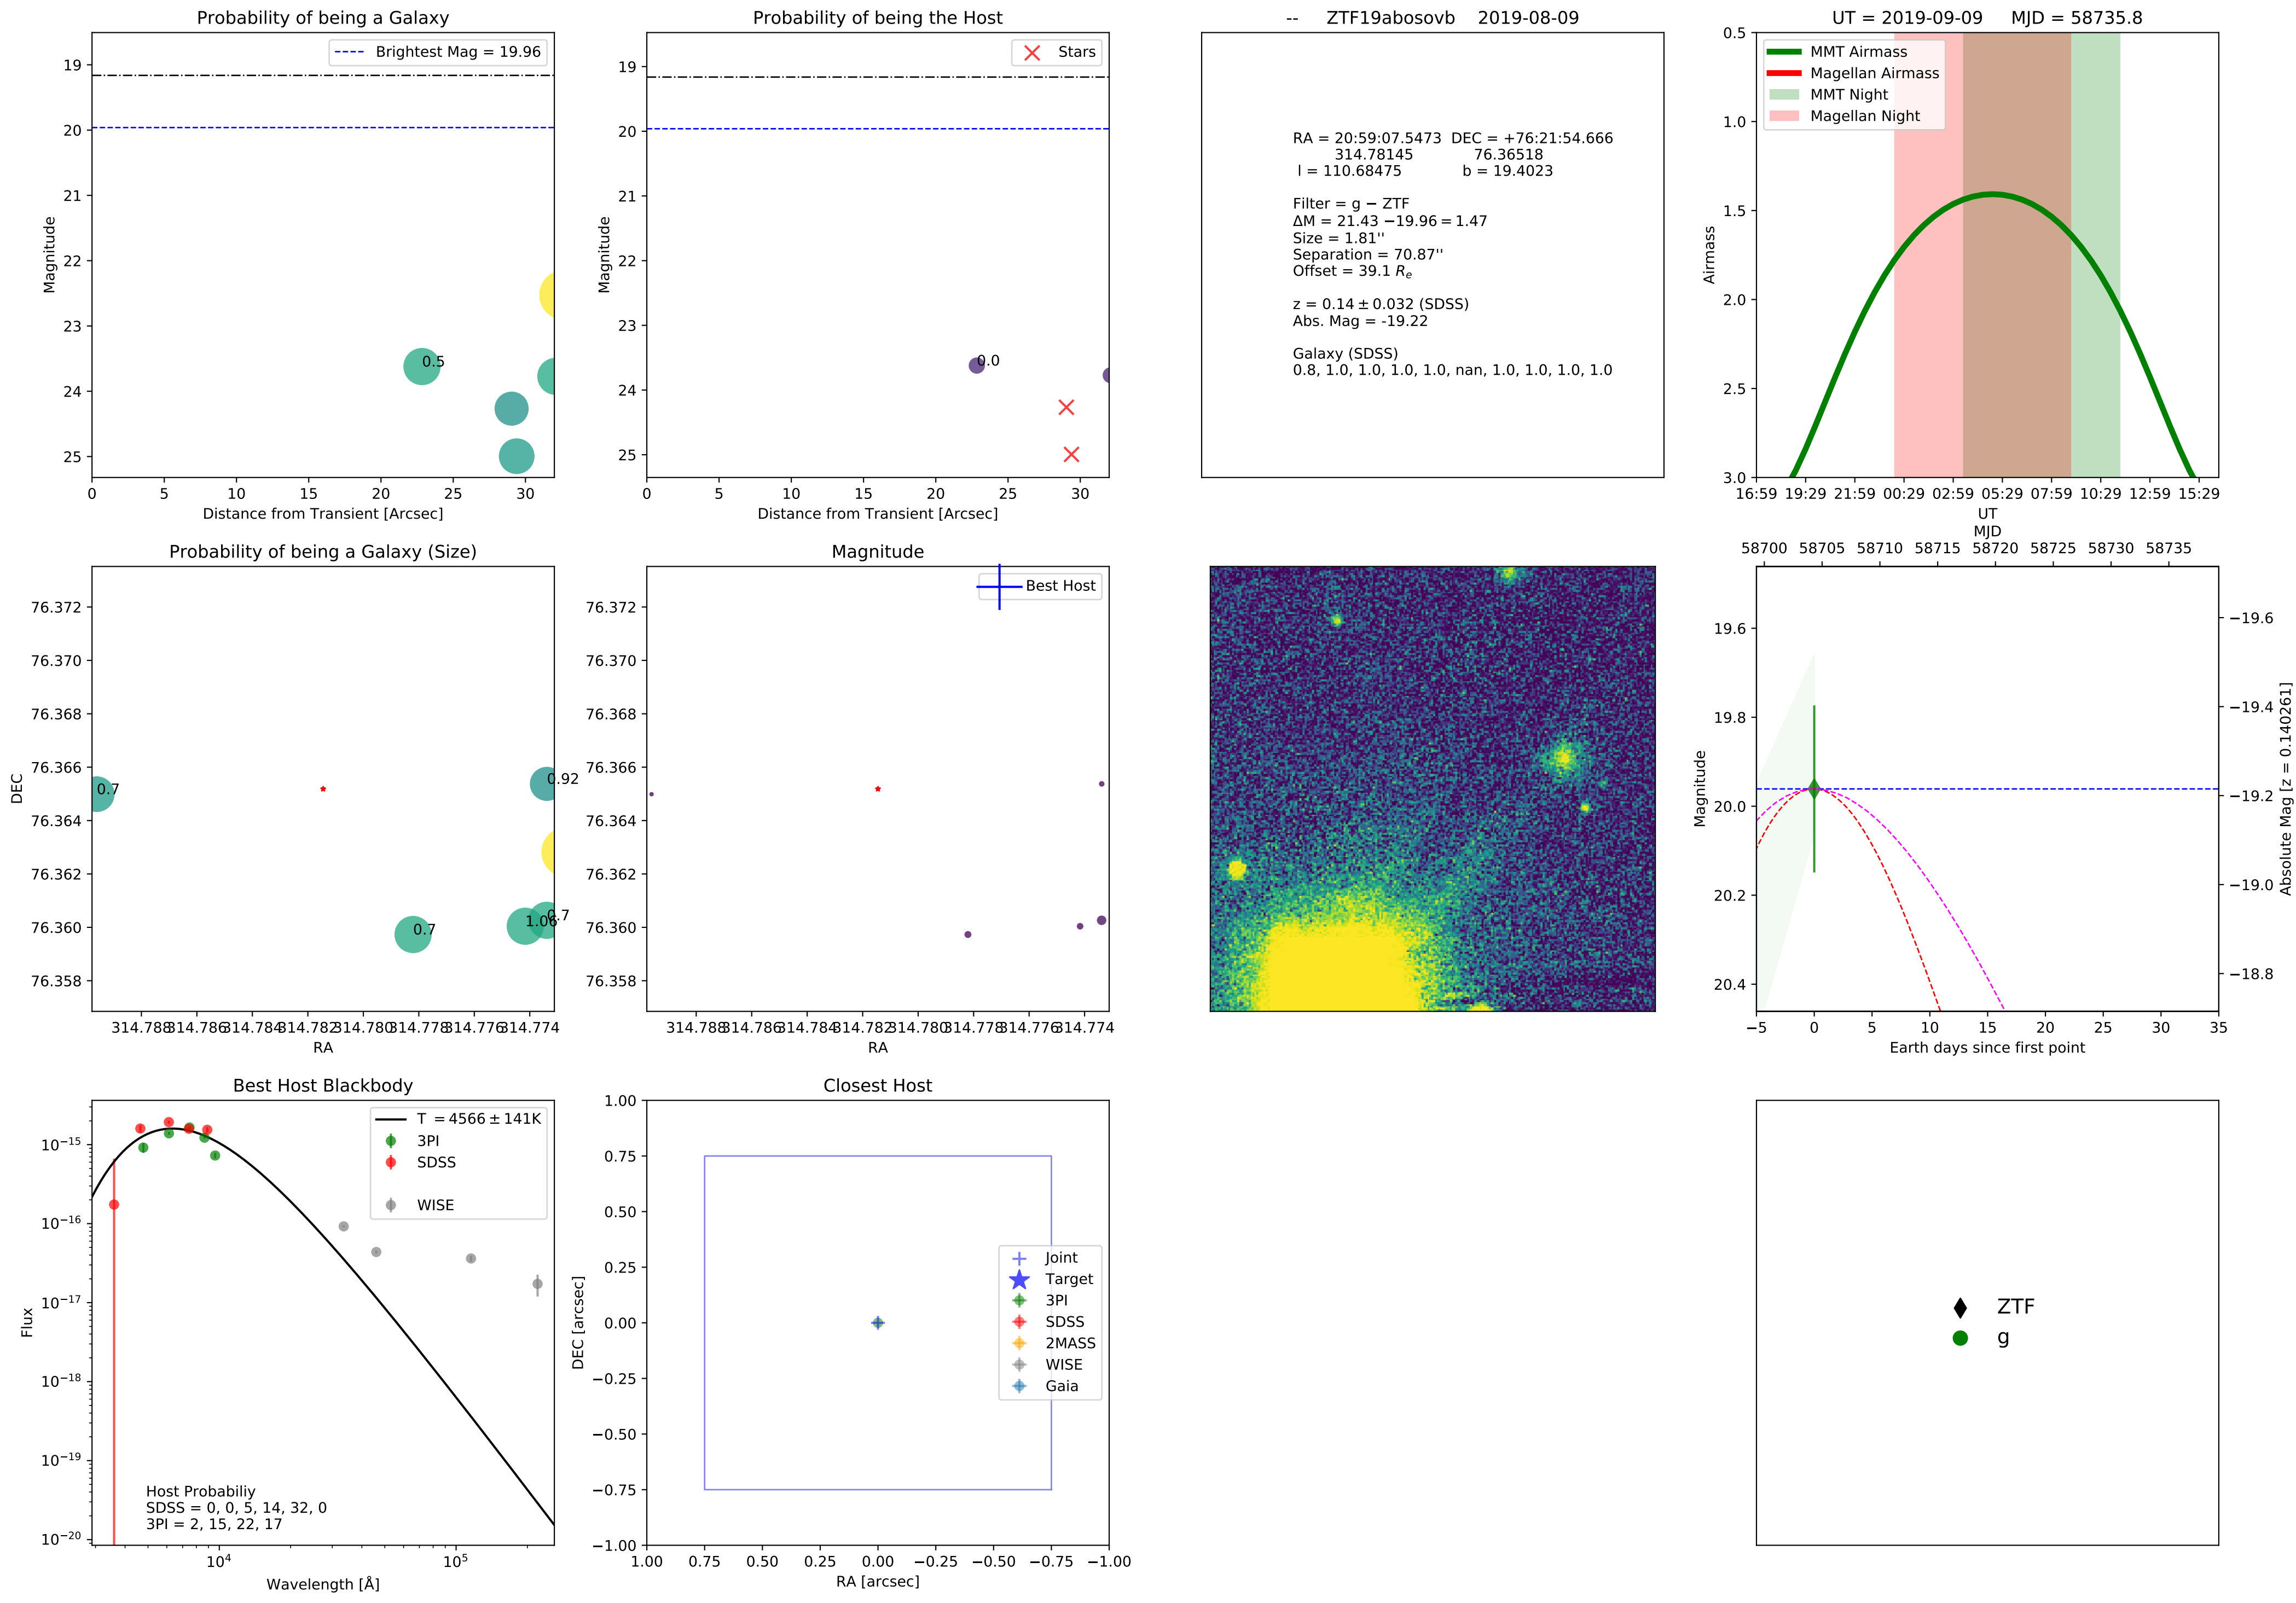 Probability of being a Galaxy
Brightest Mag = 19.96
19
20
21
22
23
24
25
Magnitude
0.5
0 5 10 15 20 25 30
Distance from Transient [Arcsec]
Probability of being the Host
Stars
19
20
21
22
23
24
25
Magnitude
0.0
0 5 10 15 20 25 30
Distance from Transient [Arcsec]
-- ZTF19abosovb 2019-08-09
RA = 20:59:07.5473 DEC = +76:21:54.666
314.78145 76.36518
l = 110.68475 b = 19.4023
Filter = g − ZTF
ΔM = 21.43 −19.96 = 1.47
Size = 1.81''
Separation = 70.87''
Offset = 39.1 Re
z = 0.14 ± 0.032 (SDSS)
Abs. Mag = -19.22
Galaxy (SDSS)
0.8, 1.0, 1.0, 1.0, 1.0, nan, 1.0, 1.0, 1.0, 1.0
UT = 2019-09-09 MJD = 58735.8
MMT Airmass
Magellan Airmass
MMT Night
Magellan Night
0.5
1.0
1.5
2.0
2.5
3.0
Airmass
16:59 19:29 21:59 00:29 02:59 05:29 07:59 10:29 12:59 15:29
UT
Probability of being a Galaxy (Size)
76.372
76.370
76.368
76.366
76.364
76.362
76.360
76.358
DEC
0.7
0.92
0.7
1.06
0.7
314.788 314.786 314.784 314.782 314.780 314.778 314.776 314.774
RA
Magnitude
Best Host
76.372
76.370
76.368
76.366
76.364
76.362
76.360
76.358
314.788 314.786 314.784 314.782 314.780 314.778 314.776 314.774
RA
MJD
58700 58705 58710 58715 58720 58725 58730 58735
19.6
19.8
20.0
20.2
20.4
Magnitude
−19.6
−19.4
−19.2
−19.0
−18.8
Absolute Mag [z = 0.140261]
−5 0 5 10 15 20 25 30 35
Earth days since first point
Best Host Blackbody
T = 4566 ± 141K
3PI
SDSS
WISE
10−15
10−16
10−17
10−18
10−19
10−20
Flux
Host Probabiliy
SDSS = 0, 0, 5, 14, 32, 0
3PI = 2, 15, 22, 17
104 105
Wavelength [Å]
Closest Host
1.00
0.75
0.50
0.25
0.00
−0.25
−0.50
−0.75
−1.00
DEC [arcsec]
Joint
Target
3PI
SDSS
2MASS
WISE
Gaia
1.00 0.75 0.50 0.25 0.00 −0.25 −0.50 −0.75 −1.00
RA [arcsec]
ZTF
g